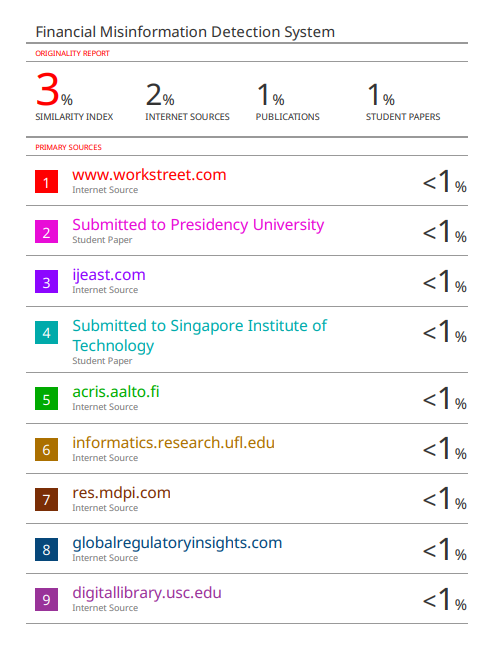 Financial Misinformation Detection System
ORIGINALITY REPORT
3% 2% 1% 1%
SIMILARITY INDEX INTERNET SOURCES PUBLICATIONS STUDENT PAPERS
PRIMARY SOURCES
1 www.workstreet.com <1%
Internet Source
2 Submitted to Presidency University <1%
Student Paper
3 ijeast.com <1%
Internet Source
4 Submitted to Singapore Institute of <1%
Technology
Student Paper
5 acris.aalto.fi <1%
Internet Source
6 informatics.research.ufl.edu <1%
Internet Source
7 res.mdpi.com <1%
Internet Source
8 globalregulatoryinsights.com <1%
Internet Source
9 digitallibrary.usc.edu <1%
Internet Source